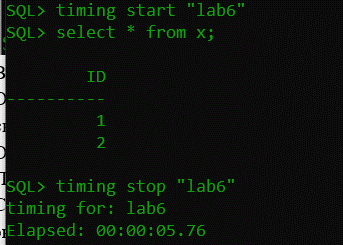 SQL> timing start "lab6"
SQL> select * from x;
ID
----------
1
2
SQL> timing stop "lab6"
timing for: lab6
Elapsed: 00:00:05.76